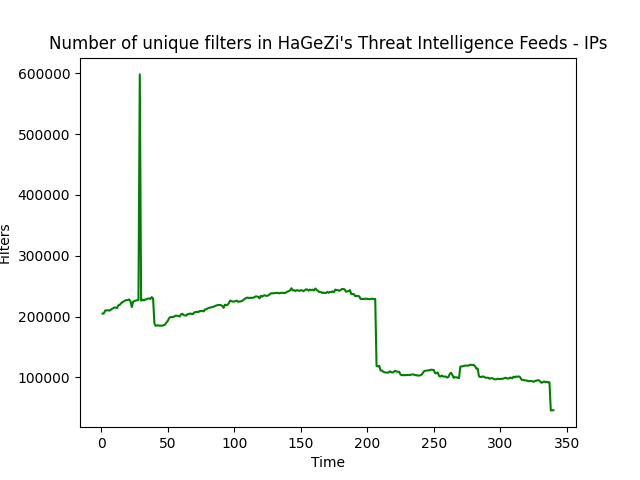 Number of unique filters in HaGeZi's Threat Intelligence Feeds - IPs
600000
500000
400000
300000
200000
100000
Filters
0 50 100 150 200 250 300 350
Time